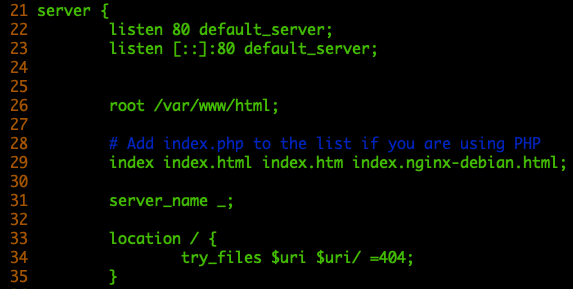 21 server {
22         listen 80 default_server;
23         listen [::]:80 default_server;
24
25
26         root /var/www/html;
27
28         # Add index.php to the list if you are using PHP
29         index index.html index.htm index.nginx-debian.html;
30
31         server_name _;
32
33         location / {
34                 try_files $uri $uri/ =404;
35         }